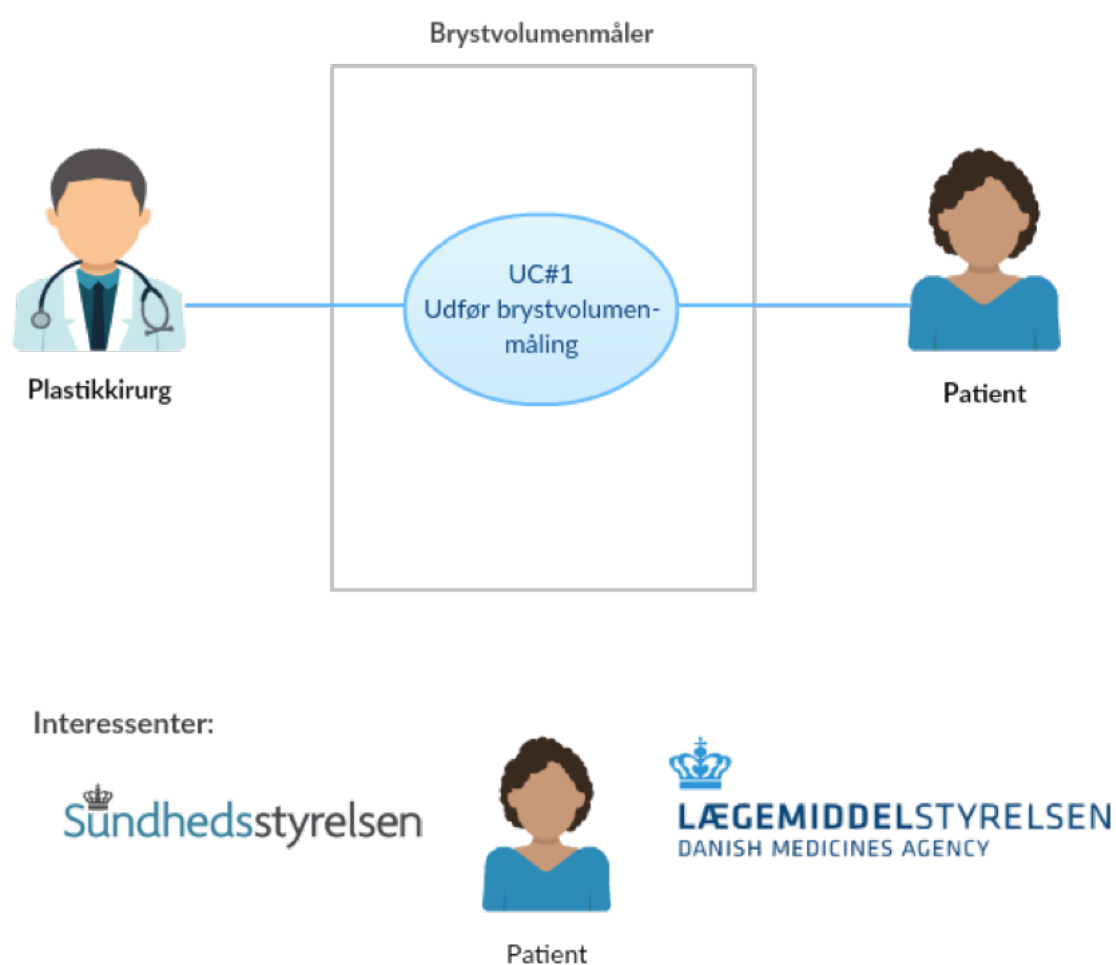 Brystvolumenmåler
UC#1
Udfør brystvolumen-
måling
Plastikkirurg
Patient
Interessenter:
Sundhedsstyrelsen
LÆGEMIDDELSTYRELSEN
DANISH MEDICINES AGENCY
Patient